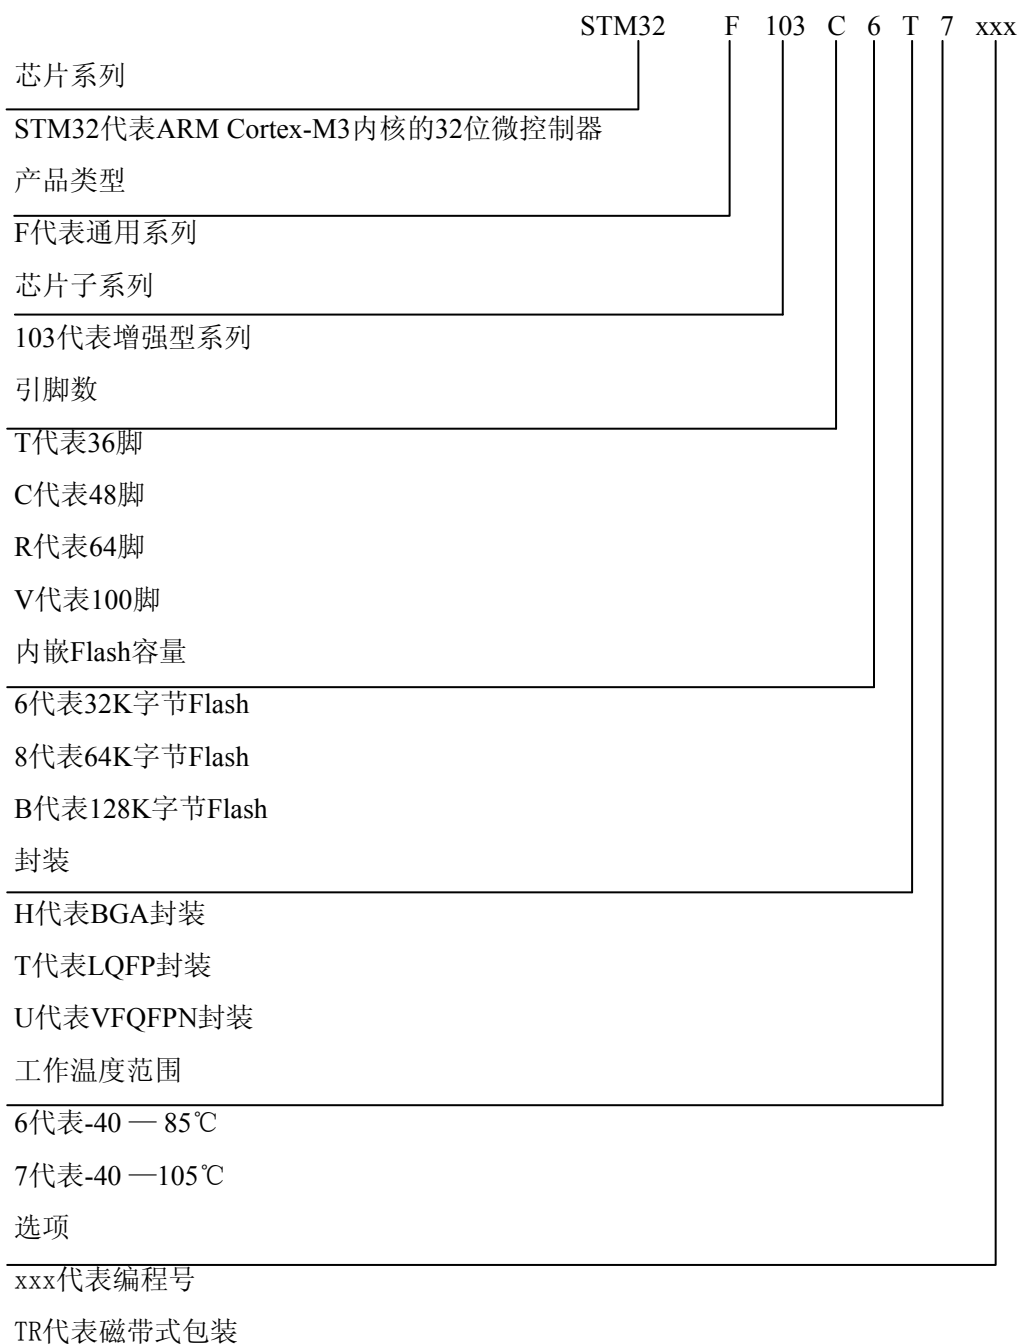 STM32 F 103 C 6 T 7 xxx
芯片系列
STM32代表ARM Cortex-M3内核的32位微控制器
产品类型
F代表通用系列
芯片子系列
103代表增强型系列
引脚数
T代表36脚
C代表48脚
R代表64脚
V代表100脚
内嵌Flash容量
6代表32K字节Flash
8代表64K字节Flash
B代表128K字节Flash
封装
H代表BGA封装
T代表LQFP封装
U代表VFQFPN封装
工作温度范围
6代表-40 — 85℃
7代表-40 —105℃
选项
xxx代表编程号
TR代表磁带式包装